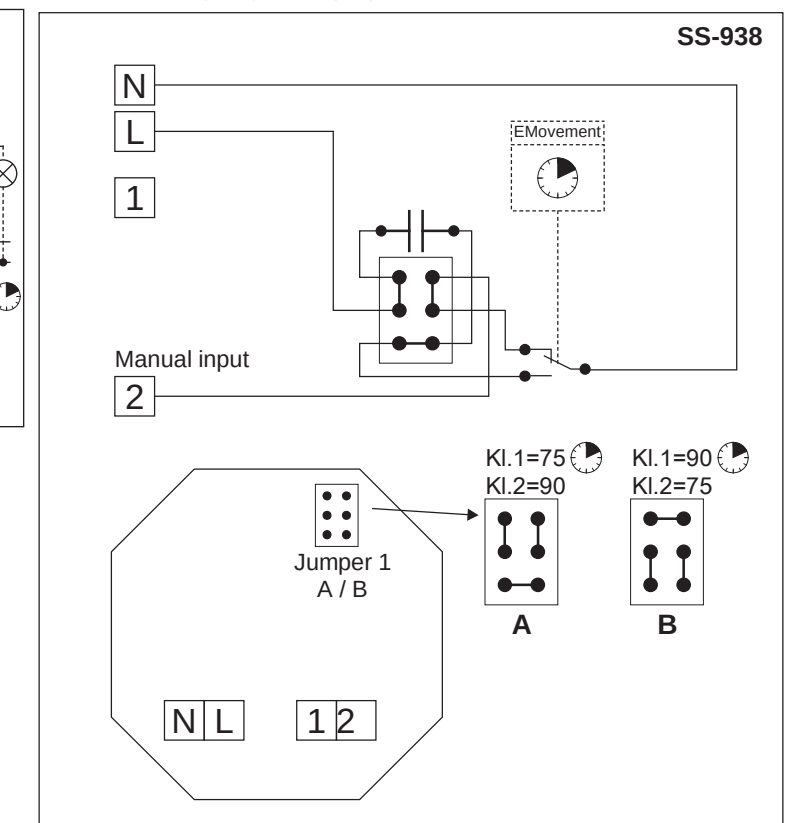 SS-938
N
L
EMovement
1
Manual input
2
Kl.1=75
Kl.2=90
Kl.1=90
Kl.2=75
Jumper 1
A / B
A
B
N L
1 2